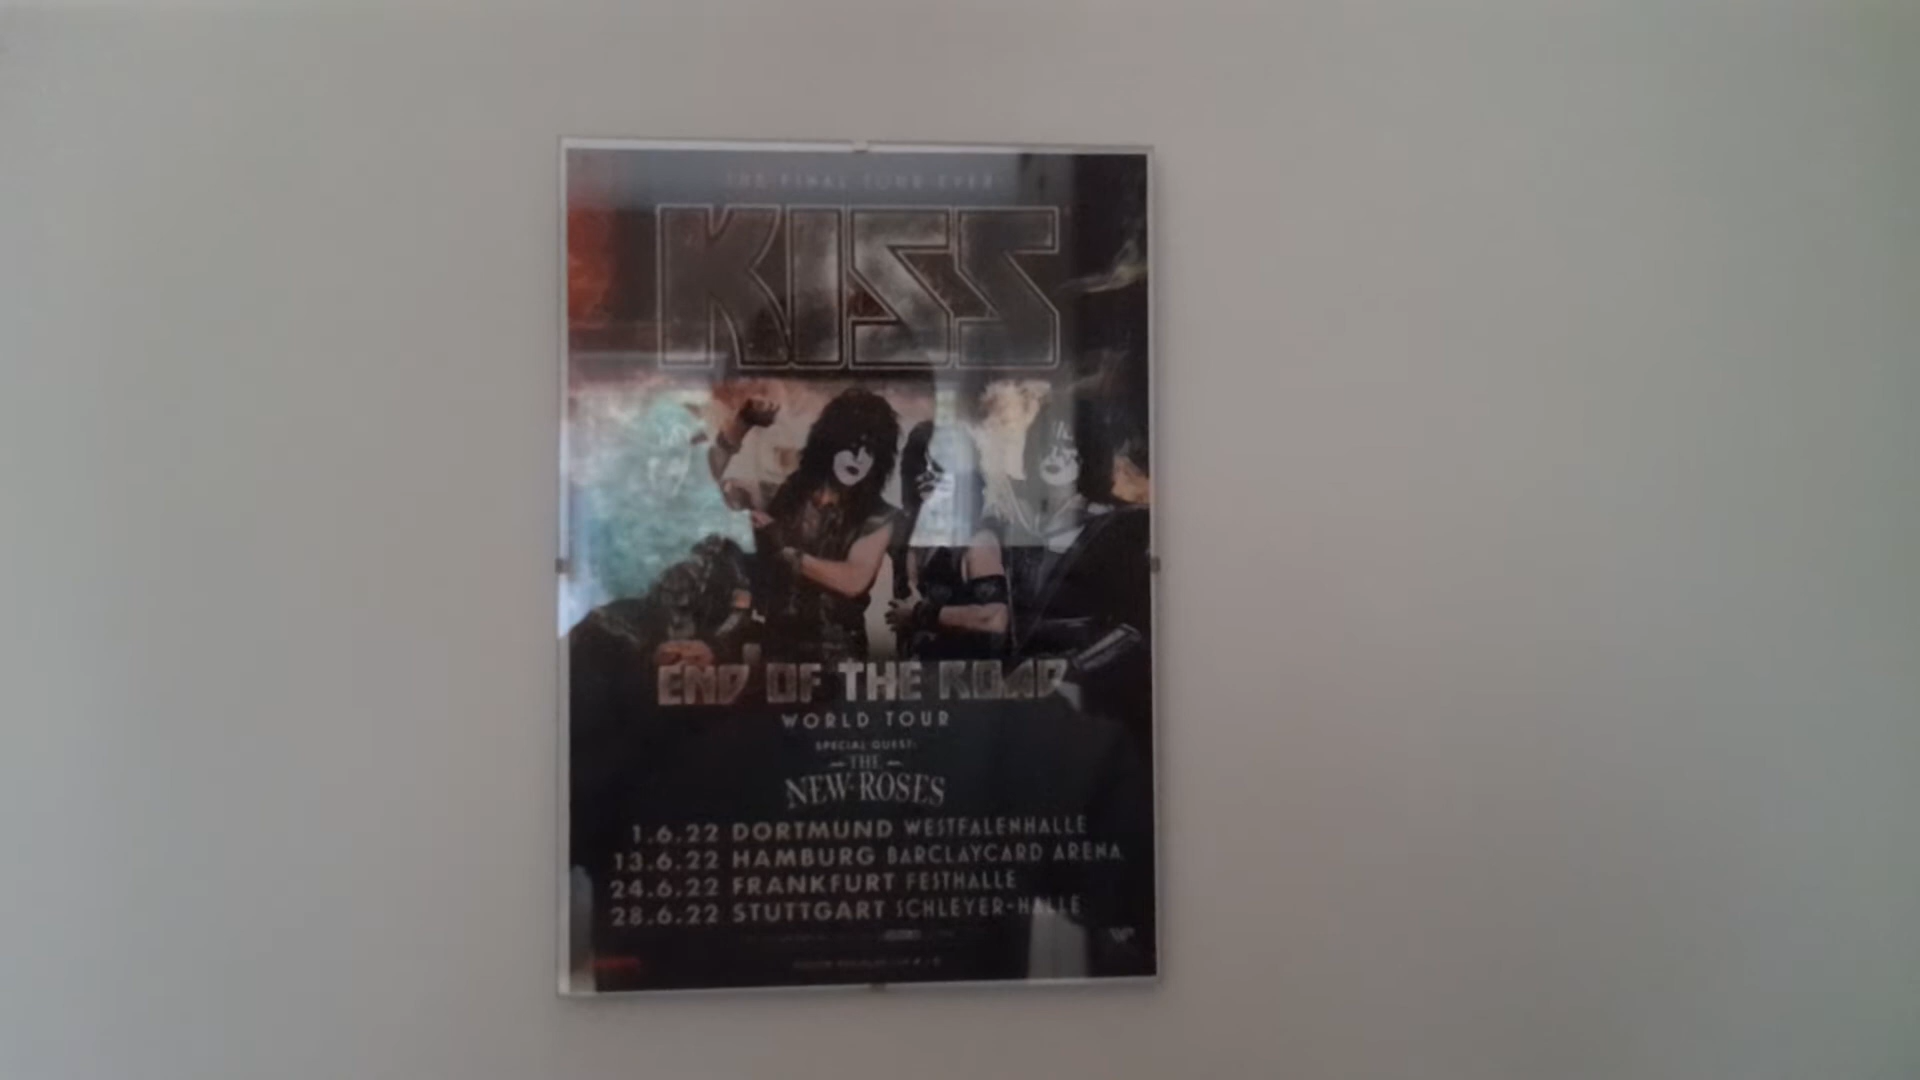 THE FINAL TOUR EVER
KISS
END OF THE ROAD
WORLD TOUR
SPECIAL GUEST:
THE
NEW ROSES
1.6.22 DORTMUND WESTFALENHALLE
13.6.22 HAMBURG BARCLAYCARD ARENA
24.6.22 FRANKFURT FESTHALLE
28.6.22 STUTTGART SCHLEYER-HALLE